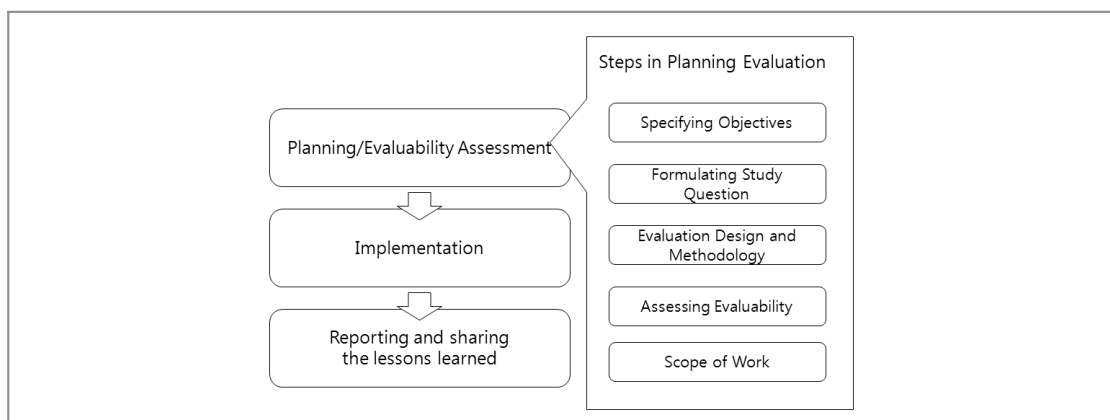 Planning/Evaluability Assessment
Implementation
Reporting and sharing
the lessons learned
Steps in Planning Evaluation
Specifying Objectives
Formulating Study
Question
Evaluation Design and
Methodology
Assessing Evaluability
Scope of Work